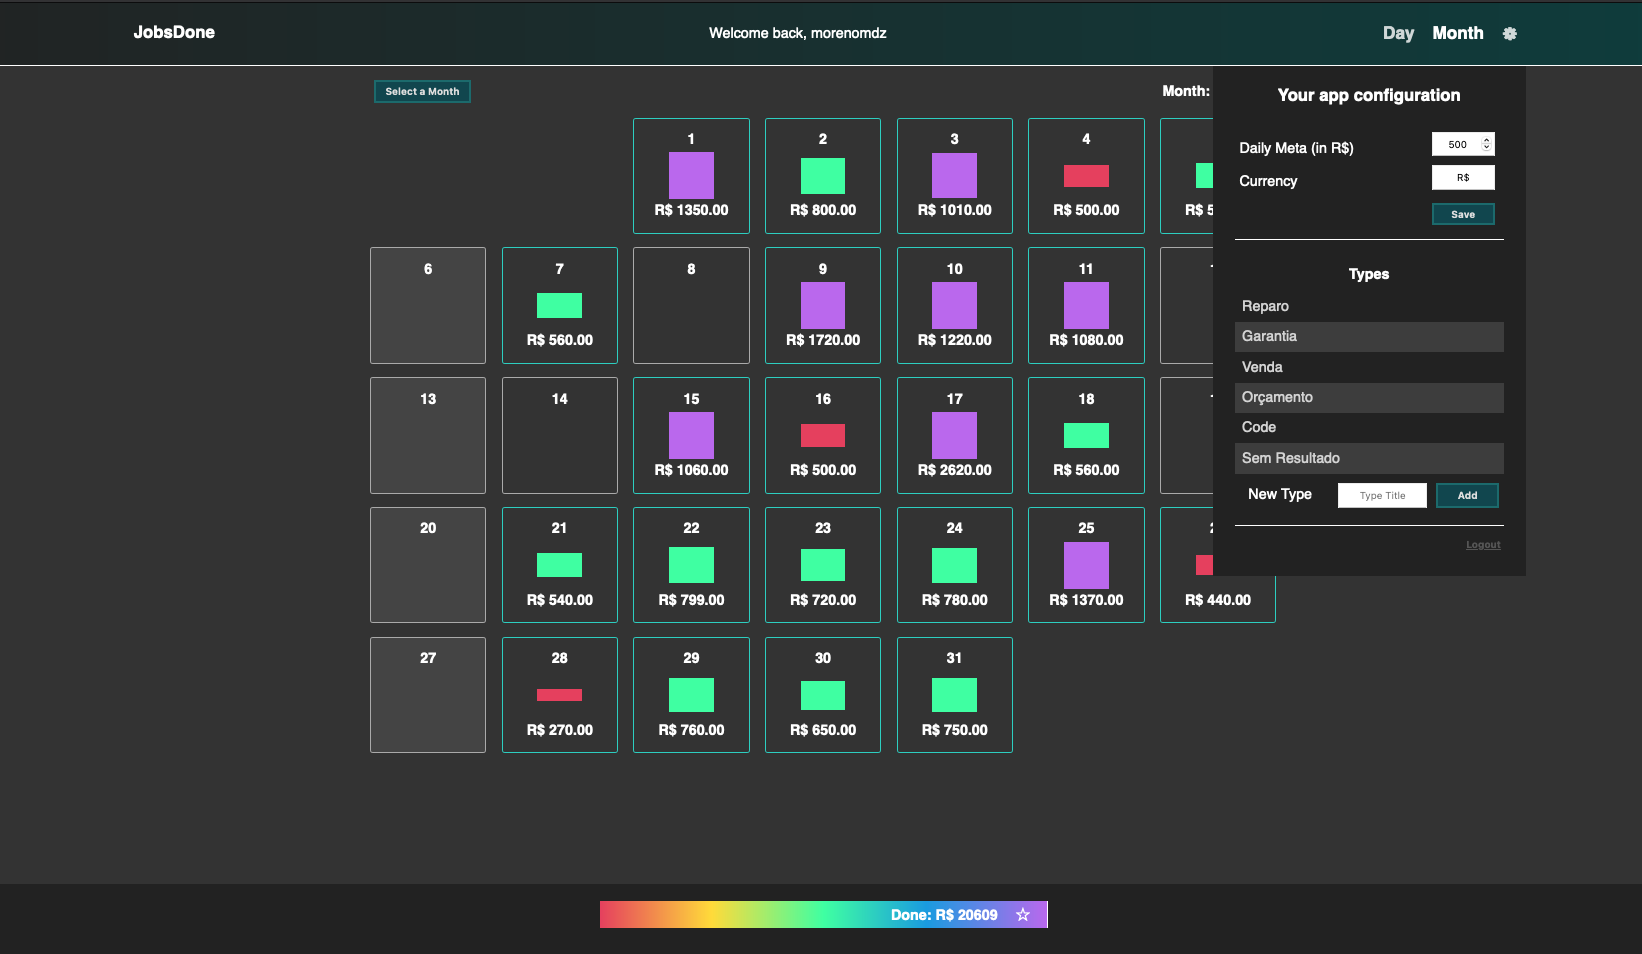 JobsDone
Welcome back, morenomdz
Day Month
Select a Month
Month:
1 2 3 4
R$ 1350.00 R$ 800.00 R$ 1010.00 R$ 500.00 R$ 5
6 7 8 9 10 11
R$ 560.00 R$ 1720.00 R$ 1220.00 R$ 1080.00
13 14 15 16 17 18
R$ 1060.00 R$ 500.00 R$ 2620.00 R$ 560.00
20 21 22 23 24 25
R$ 540.00 R$ 799.00 R$ 720.00 R$ 780.00 R$ 1370.00 R$ 440.00
27 28 29 30 31
R$ 270.00 R$ 760.00 R$ 650.00 R$ 750.00
Your app configuration
Daily Meta (in R$) 500
Currency R$
Save
Types
Reparo
Garantia
Venda
Orçamento
Code
Sem Resultado
New Type Type Title Add
Logout
Done: R$ 20609 ☆